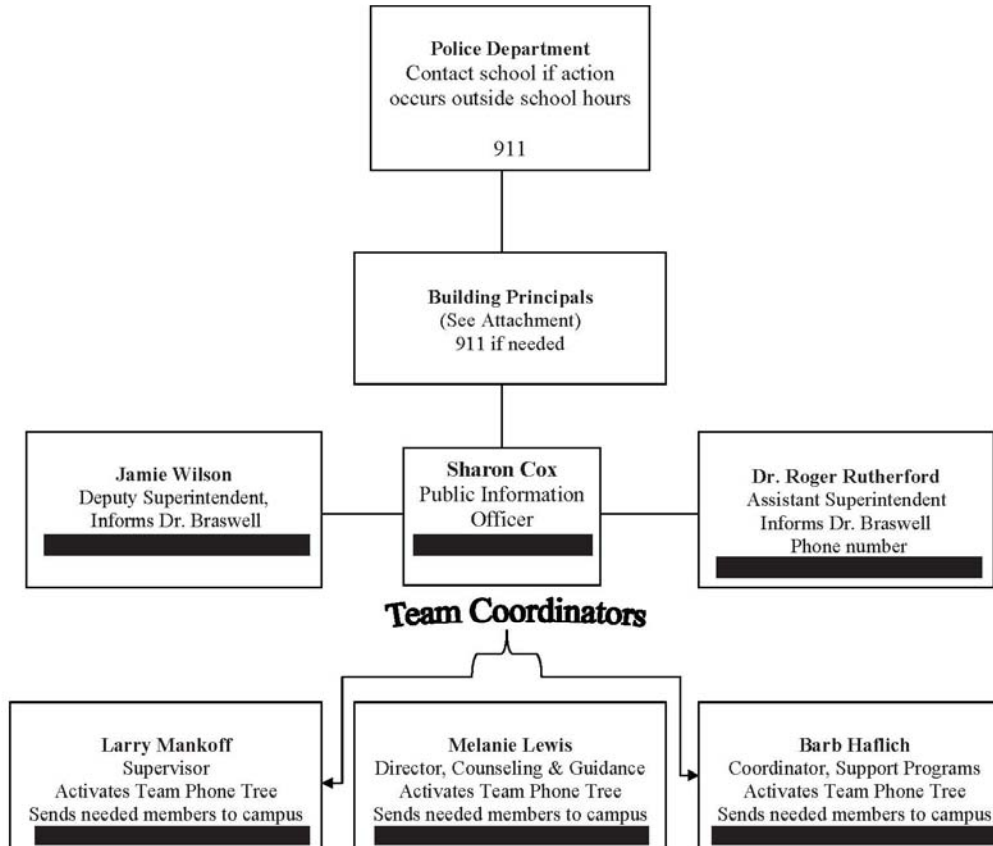 Police Department
Contact school if action
occurs outside school hours
911
Building Principals
(See Attachment)
911 if needed
Jamie Wilson
Deputy Superintendent,
Informs Dr. Braswell
Sharon Cox
Public Information
Officer
Dr. Roger Rutherford
Assistant Superintendent
Informs Dr. Braswell
Phone number
Team Coordinators
Larry Mankoff
Supervisor
Activates Team Phone Tree
Sends needed members to campus
Melanie Lewis
Director, Counseling & Guidance
Activates Team Phone Tree
Sends needed members to campus
Barb Haflich
Coordinator, Support Programs
Activates Team Phone Tree
Sends needed members to campus